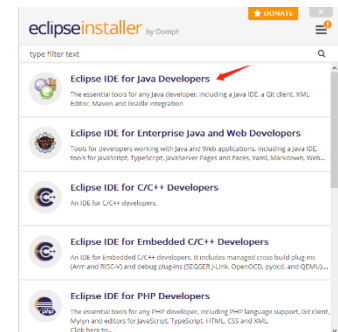 ★ DONATE
eclipseinstaller by Oomph
type filter text
Eclipse IDE for Java Developers
The essential tools for any Java developer, including a Java IDE, a Git client, XML
Editor, Maven and Gradle integration
Eclipse IDE for Enterprise Java and Web Developers
Tools for developers working with Java and Web applications, including a Java IDE,
tools for JavaScript, TypeScript, JavaServer Pages and Faces, Yaml, Markdown, Web...
Eclipse IDE for C/C++ Developers
An IDE for C/C++ developers.
Eclipse IDE for Embedded C/C++ Developers
An IDE for Embedded C/C++ developers. It includes managed cross build plug-ins
(Arm and RISC-V) and debug plug-ins (SEGGER J-Link, OpenOCD, pyocd, and QEMU),...
Eclipse IDE for PHP Developers
The essential tools for any PHP developer, including PHP language support, Git client,
Mylyn and editors for JavaScript, TypeScript, HTML, CSS and XML.
Click here to...